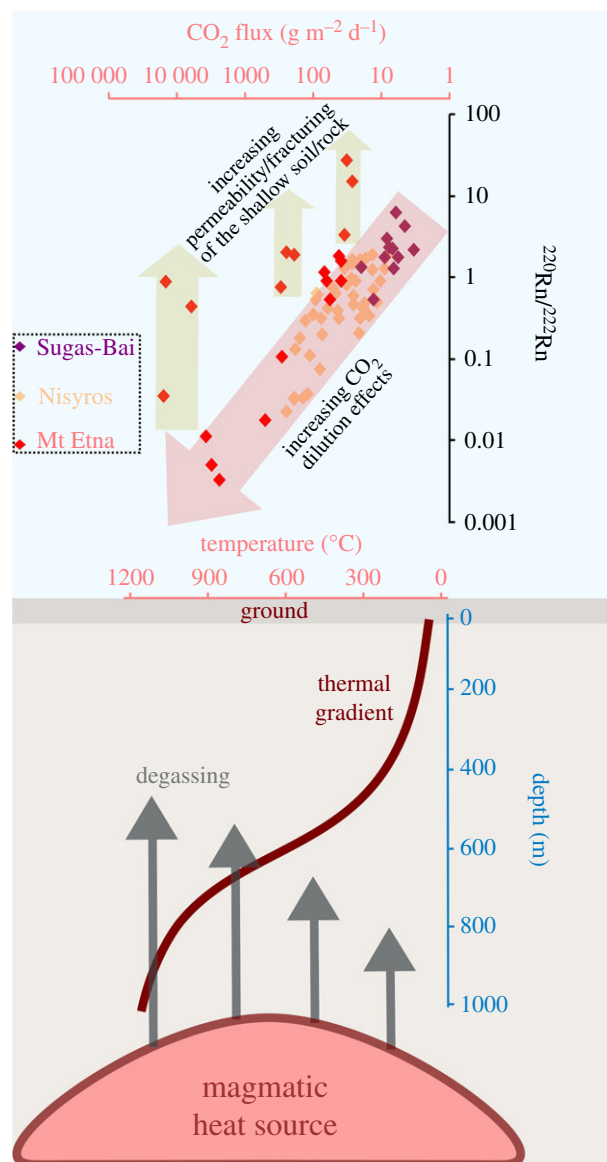 CO₂ flux (g m⁻² d⁻¹)
100 000 10 000 1000 100 10 1
100
10
1
0.1
0.01
0.001
²²⁰Rn/²²²Rn
increasing
permeability/fracturing
of the shallow soil/rock
increasing CO₂
dilution effects
Sugas-Bai
Nisyros
Mt Etna
temperature (°C)
1200 900 600 300 0
ground
0
200
400
600
800
1000
depth (m)
thermal
gradient
degassing
magmatic
heat source